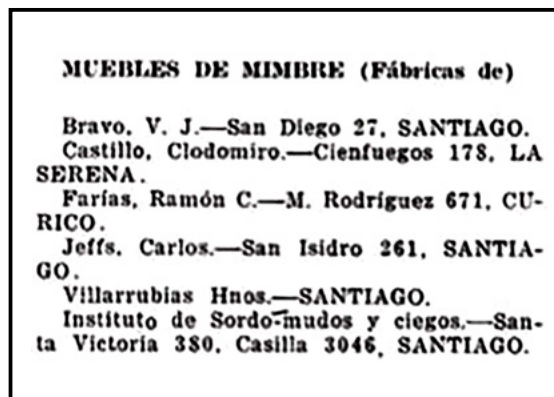 MUEBLES DE MIMBRE (Fábricas de)
Bravo, V. J.—San Diego 27, SANTIAGO.
Castillo, Clodomiro.—Cienfuegos 178, LA
SERENA.
Farías, Ramón C.—M. Rodríguez 671, CU-
RICO.
Jeffs, Carlos.—San Isidro 261, SANTIA-
GO.
Villarrubias Hnos.—SANTIAGO.
Instituto de Sordo-mudos y ciegos.—San-
ta Victoria 380, Casilla 3046, SANTIAGO.